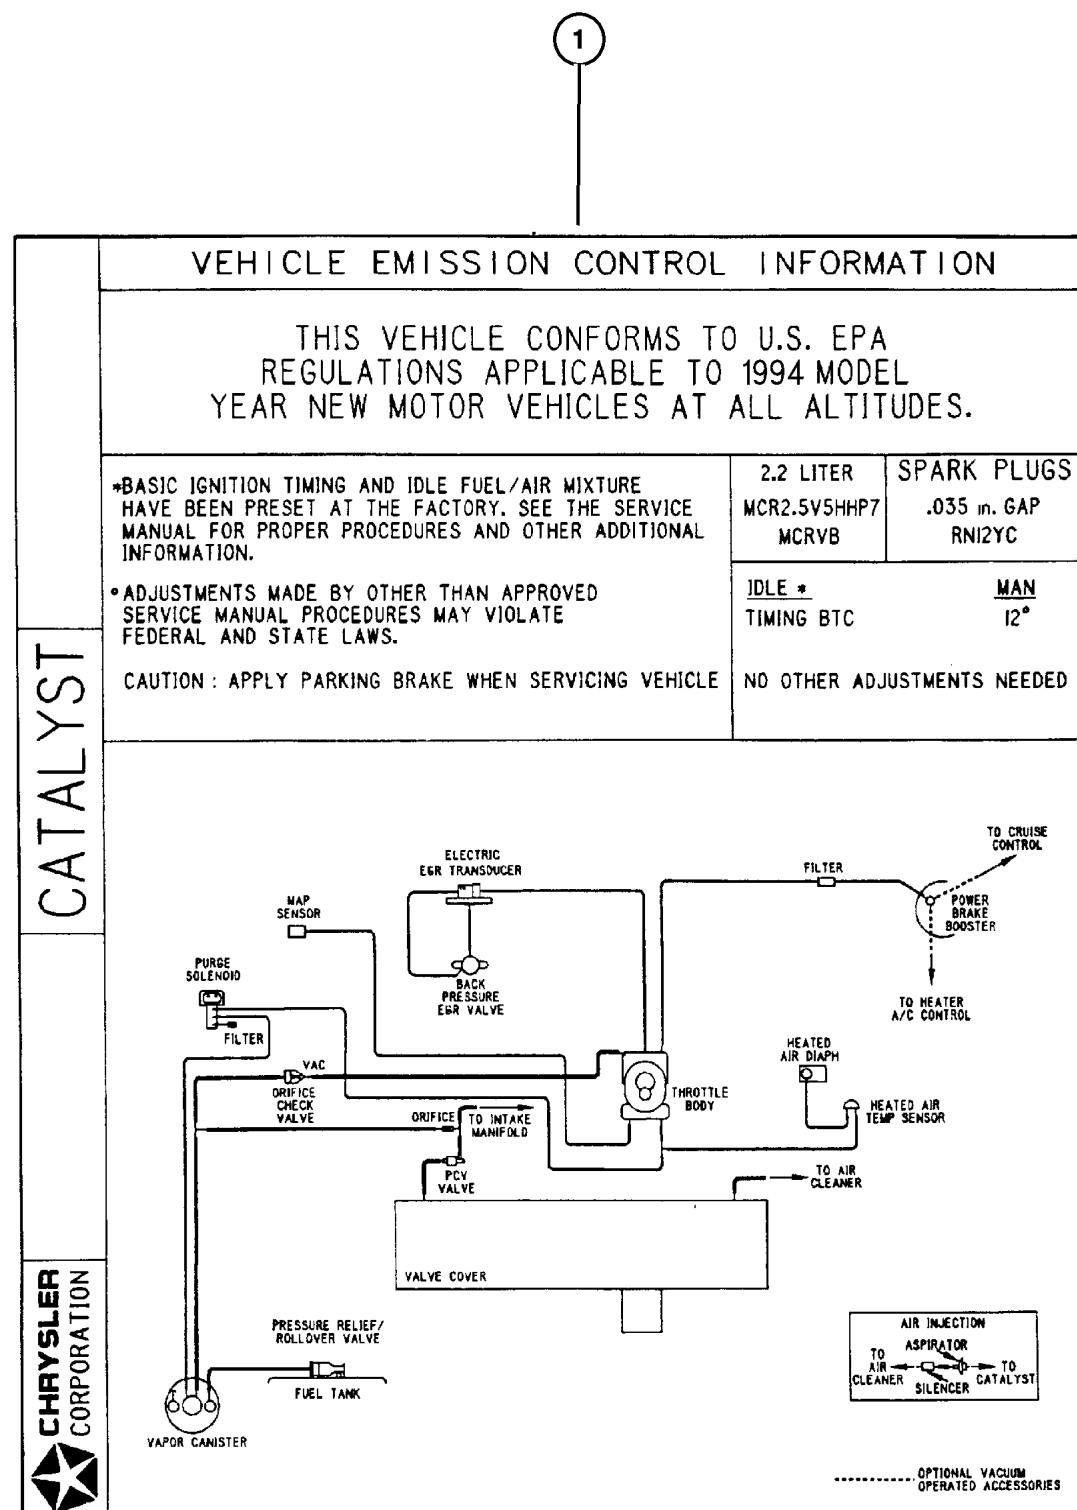 1
VEHICLE EMISSION CONTROL INFORMATION
THIS VEHICLE CONFORMS TO U.S. EPA
REGULATIONS APPLICABLE TO 1994 MODEL
YEAR NEW MOTOR VEHICLES AT ALL ALTITUDES.
*BASIC IGNITION TIMING AND IDLE FUEL/AIR MIXTURE
HAVE BEEN PRESET AT THE FACTORY. SEE THE SERVICE
MANUAL FOR PROPER PROCEDURES AND OTHER ADDITIONAL
INFORMATION.
°ADJUSTMENTS MADE BY OTHER THAN APPROVED
SERVICE MANUAL PROCEDURES MAY VIOLATE
FEDERAL AND STATE LAWS.
CAUTION : APPLY PARKING BRAKE WHEN SERVICING VEHICLE
2.2 LITER
MCR2.5V5HHP7
MCRVB
SPARK PLUGS
.035 in. GAP
RN12YC
IDLE * MAN
TIMING BTC 12°
NO OTHER ADJUSTMENTS NEEDED
CATALYST
TO CRUISE
CONTROL
ELECTRIC
EGR TRANSDUCER
FILTER
MAP
SENSOR
POWER
BRAKE
BOOSTER
PURGE
SOLENOID
BACK
PRESSURE
EGR VALVE
TO HEATER
A/C CONTROL
FILTER
HEATED
AIR DIAPH
VAC
ORIFICE
CHECK
VALVE
THROTTLE
BODY
ORIFICE
TO INTAKE
MANIFOLD
HEATED AIR
TEMP SENSOR
PCV
VALVE
TO AIR
CLEANER
VALVE COVER
PRESSURE RELIEF/
ROLLOVER VALVE
FUEL TANK
VAPOR CANISTER
AIR INJECTION
ASPIRATOR
TO
AIR
CLEANER
SILENCER
TO
CATALYST
OPTIONAL VACUUM
OPERATED ACCESSORIES
CHRYSLER
CORPORATION